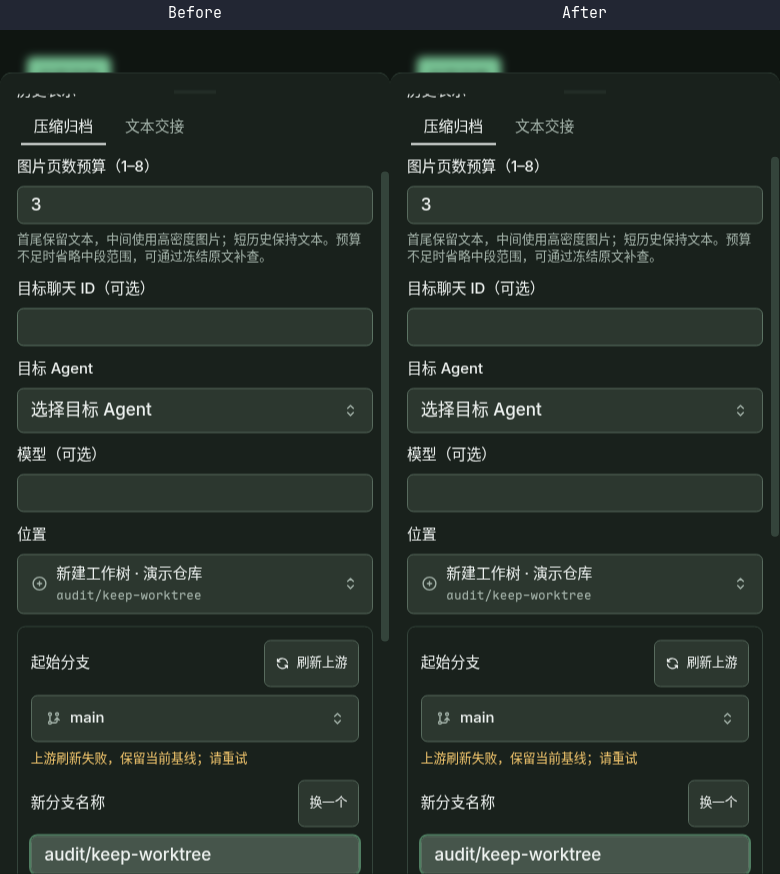 Before
After
压缩归档 文本交接
图片页数预算（1–8）
3
首尾保留文本，中间使用高密度图片；短历史保持文本。预算
不足时省略中段范围，可通过冻结原文补查。
目标聊天 ID（可选）
目标 Agent
选择目标 Agent
模型（可选）
位置
新建工作树 · 演示仓库
audit/keep-worktree
起始分支
刷新上游
main
上游刷新失败，保留当前基线；请重试
新分支名称
换一个
audit/keep-worktree
压缩归档 文本交接
图片页数预算（1–8）
3
首尾保留文本，中间使用高密度图片；短历史保持文本。预算
不足时省略中段范围，可通过冻结原文补查。
目标聊天 ID（可选）
目标 Agent
选择目标 Agent
模型（可选）
位置
新建工作树 · 演示仓库
audit/keep-worktree
起始分支
刷新上游
main
上游刷新失败，保留当前基线；请重试
新分支名称
换一个
audit/keep-worktree